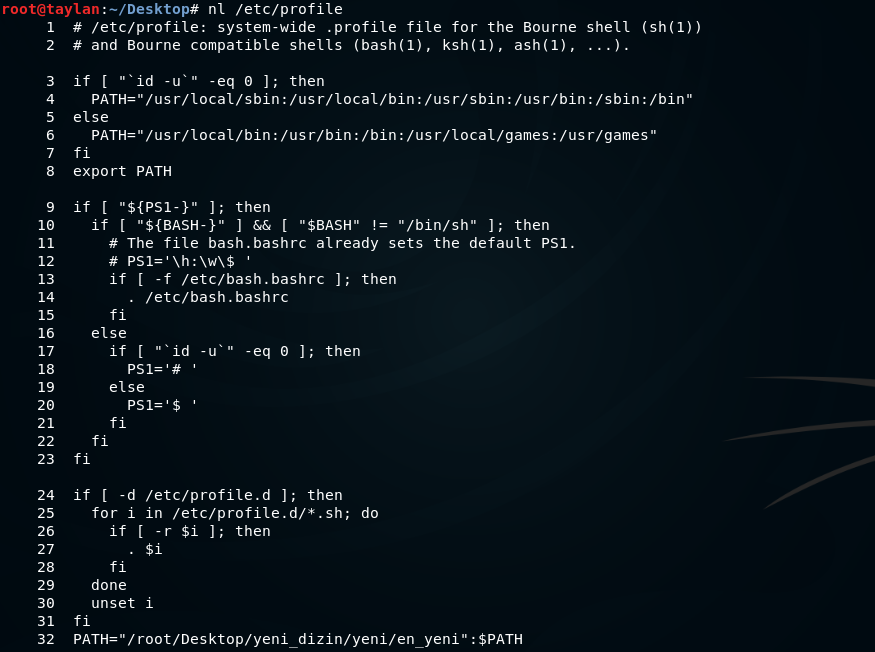 root@taylan:~/Desktop# nl /etc/profile
     1  # /etc/profile: system-wide .profile file for the Bourne shell (sh(1))
     2  # and Bourne compatible shells (bash(1), ksh(1), ash(1), ...).

     3  if [ "`id -u`" -eq 0 ]; then
     4    PATH="/usr/local/sbin:/usr/local/bin:/usr/sbin:/usr/bin:/sbin:/bin"
     5  else
     6    PATH="/usr/local/bin:/usr/bin:/bin:/usr/local/games:/usr/games"
     7  fi
     8  export PATH

     9  if [ "${PS1-}" ]; then
    10    if [ "${BASH-}" ] && [ "$BASH" != "/bin/sh" ]; then
    11      # The file bash.bashrc already sets the default PS1.
    12      # PS1='\h:\w\$ '
    13      if [ -f /etc/bash.bashrc ]; then
    14        . /etc/bash.bashrc
    15      fi
    16    else
    17      if [ "`id -u`" -eq 0 ]; then
    18        PS1='# '
    19      else
    20        PS1='$ '
    21      fi
    22    fi
    23  fi

    24  if [ -d /etc/profile.d ]; then
    25    for i in /etc/profile.d/*.sh; do
    26      if [ -r $i ]; then
    27        . $i
    28      fi
    29    done
    30    unset i
    31  fi
    32  PATH="/root/Desktop/yeni_dizin/yeni/en_yeni":$PATH